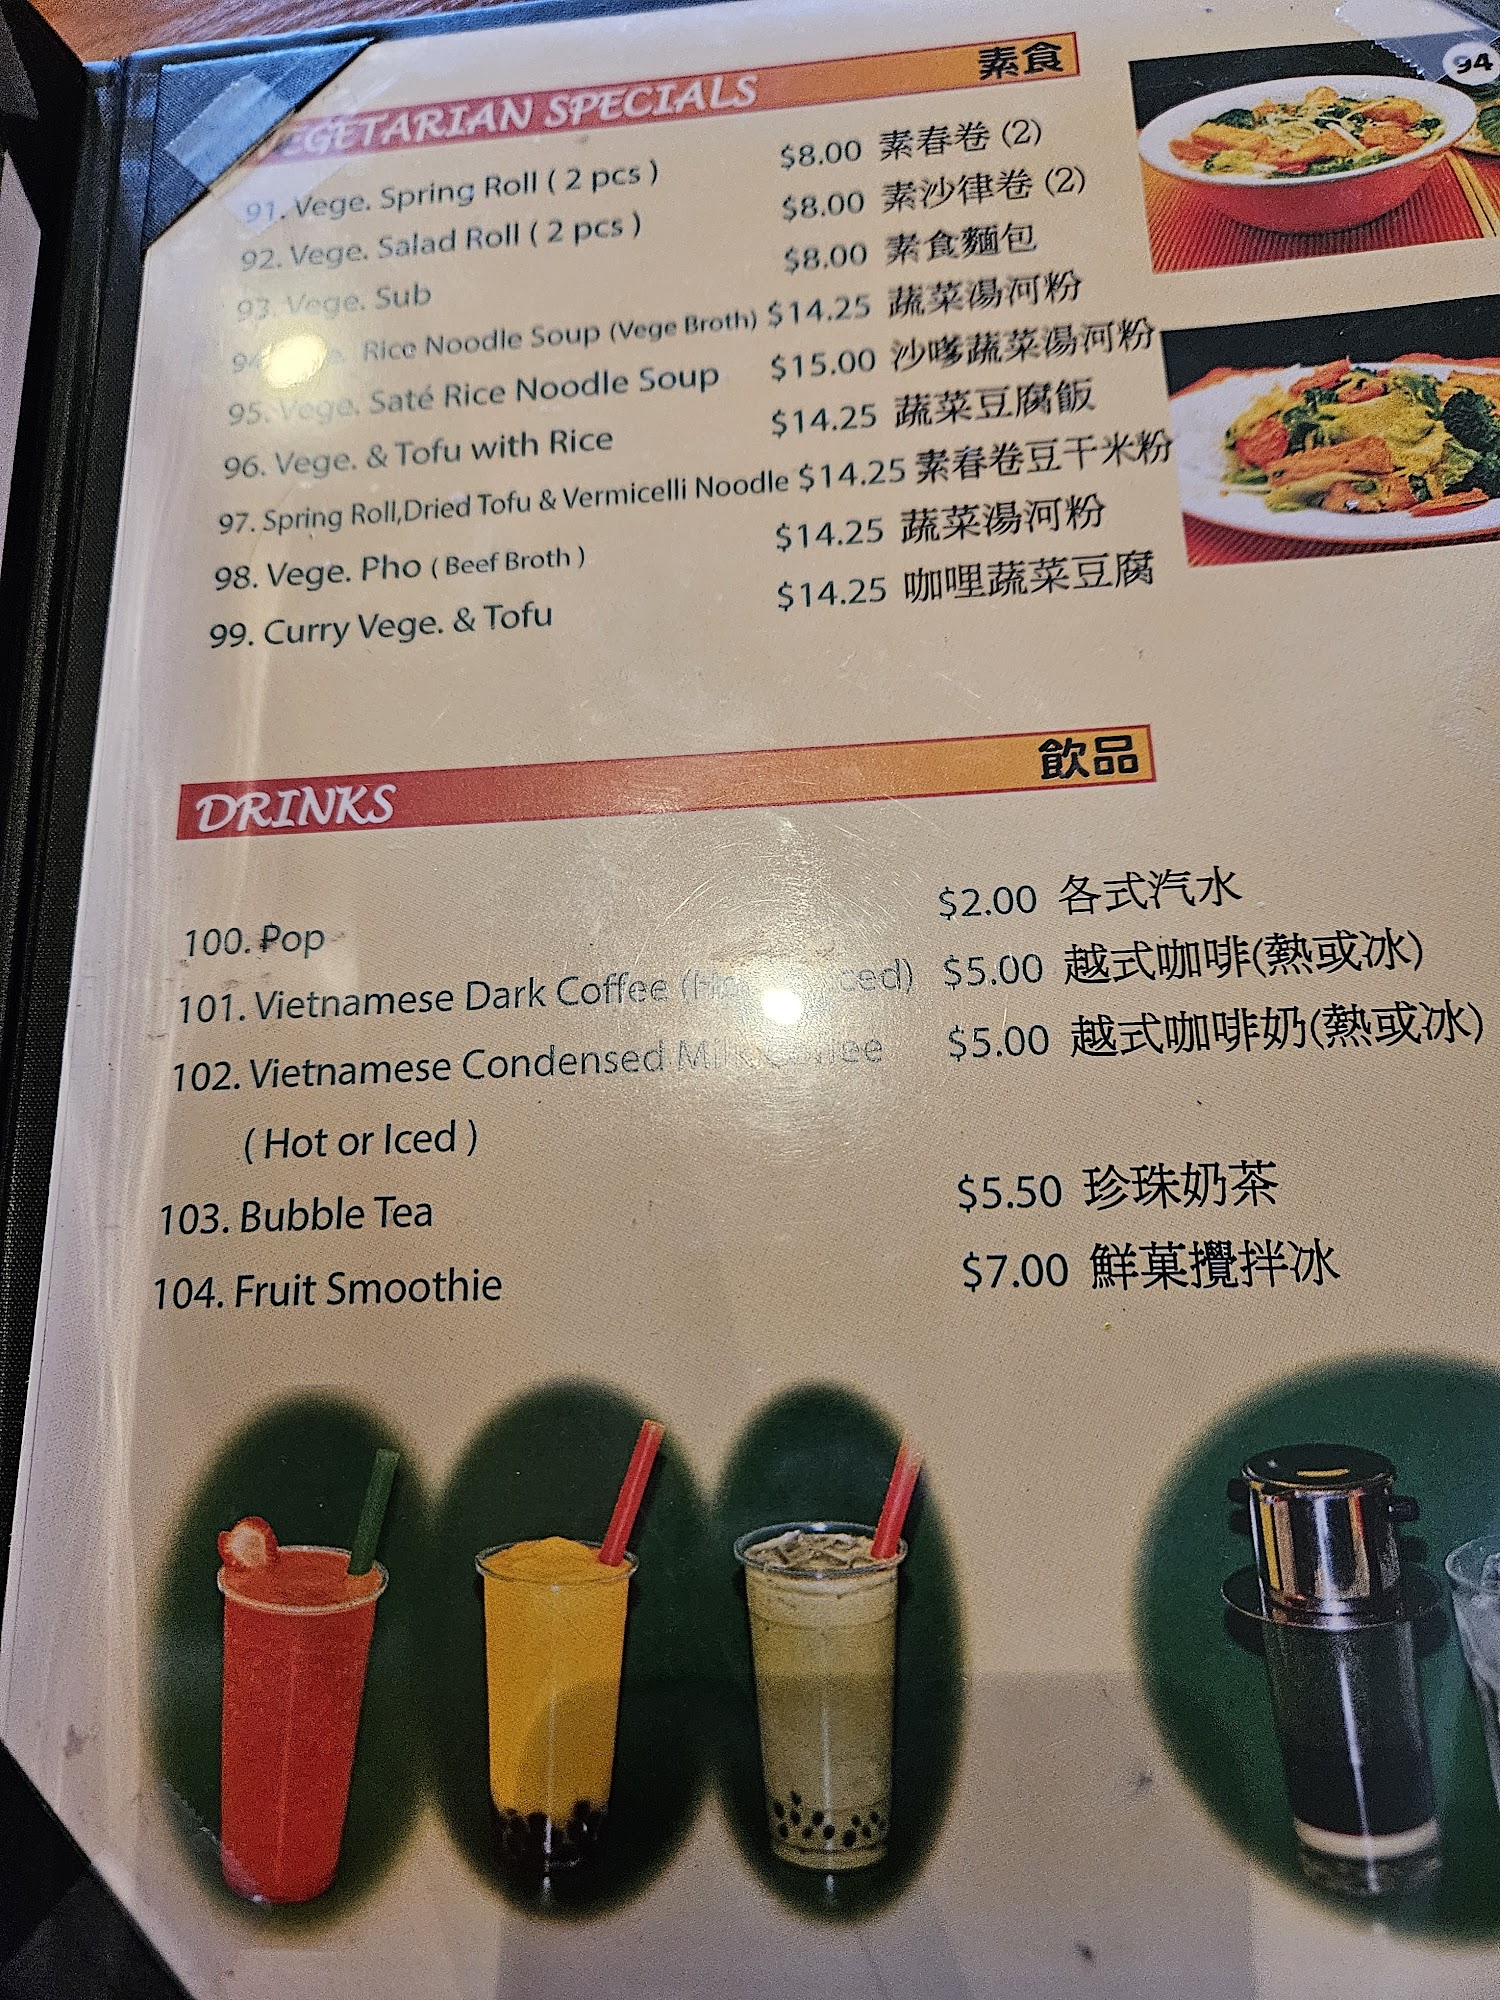 VEGETARIAN SPECIALS 素食
94
91. Vege. Spring Roll ( 2 pcs ) $8.00 素春卷 (2)
92. Vege. Salad Roll ( 2 pcs ) $8.00 素沙律卷 (2)
93. Vege. Sub $8.00 素食麵包
94. Vege. Rice Noodle Soup (Vege Broth) $14.25 蔬菜湯河粉
95. Vege. Saté Rice Noodle Soup $15.00 沙嗲蔬菜湯河粉
96. Vege. & Tofu with Rice $14.25 蔬菜豆腐飯
97. Spring Roll,Dried Tofu & Vermicelli Noodle $14.25 素春卷豆干米粉
98. Vege. Pho ( Beef Broth ) $14.25 蔬菜湯河粉
99. Curry Vege. & Tofu $14.25 咖哩蔬菜豆腐
DRINKS 飲品
100. Pop $2.00 各式汽水
101. Vietnamese Dark Coffee (Hot or Iced) $5.00 越式咖啡(熱或冰)
102. Vietnamese Condensed Milk Coffee $5.00 越式咖啡奶(熱或冰)
( Hot or Iced )
103. Bubble Tea $5.50 珍珠奶茶
104. Fruit Smoothie $7.00 鮮菓攪拌冰